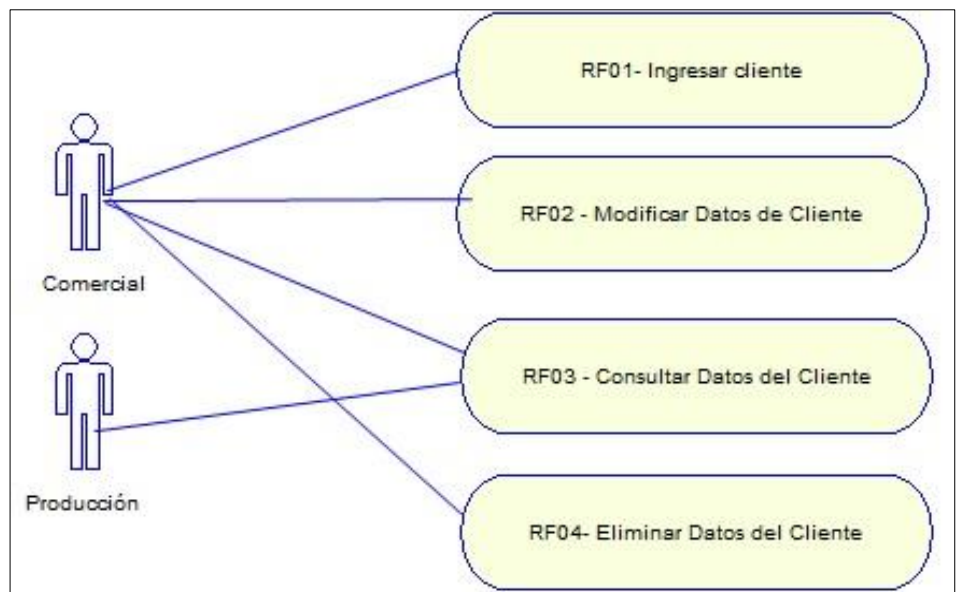 RF01- Ingresar cliente
RF02 - Modificar Datos de Cliente
Comercial
RF03 - Consultar Datos del Cliente
Producción
RF04- Eliminar Datos del Cliente